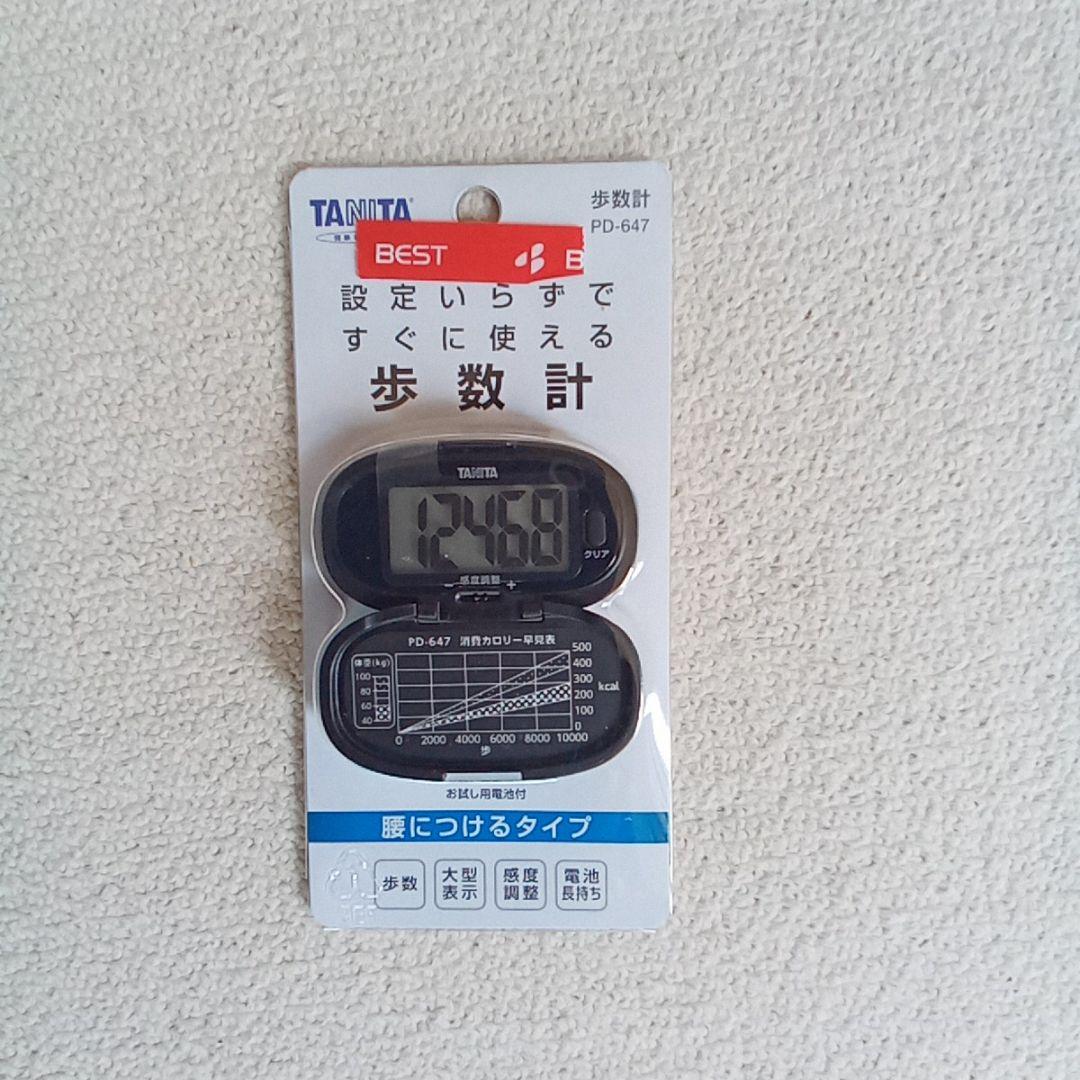 TANITA
歩数計
PD-647
BEST
B
設定いらずで
すぐに使える
歩数計
TANITA
12468
クリア
- 感度調整 +
PD-647 消費カロリー早見表
体重(kg)
100
80
60
40
500
400
300
200
100
0
kcal
0 2000 4000 6000 8000 10000
歩
お試し用電池付
腰につけるタイプ
歩数
大型
表示
感度
調整
電池
長持ち